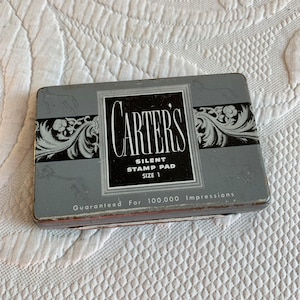 CARTER'S
SILENT
STAMP PAD
SIZE 1
Guaranteed For 100,000 Impressions